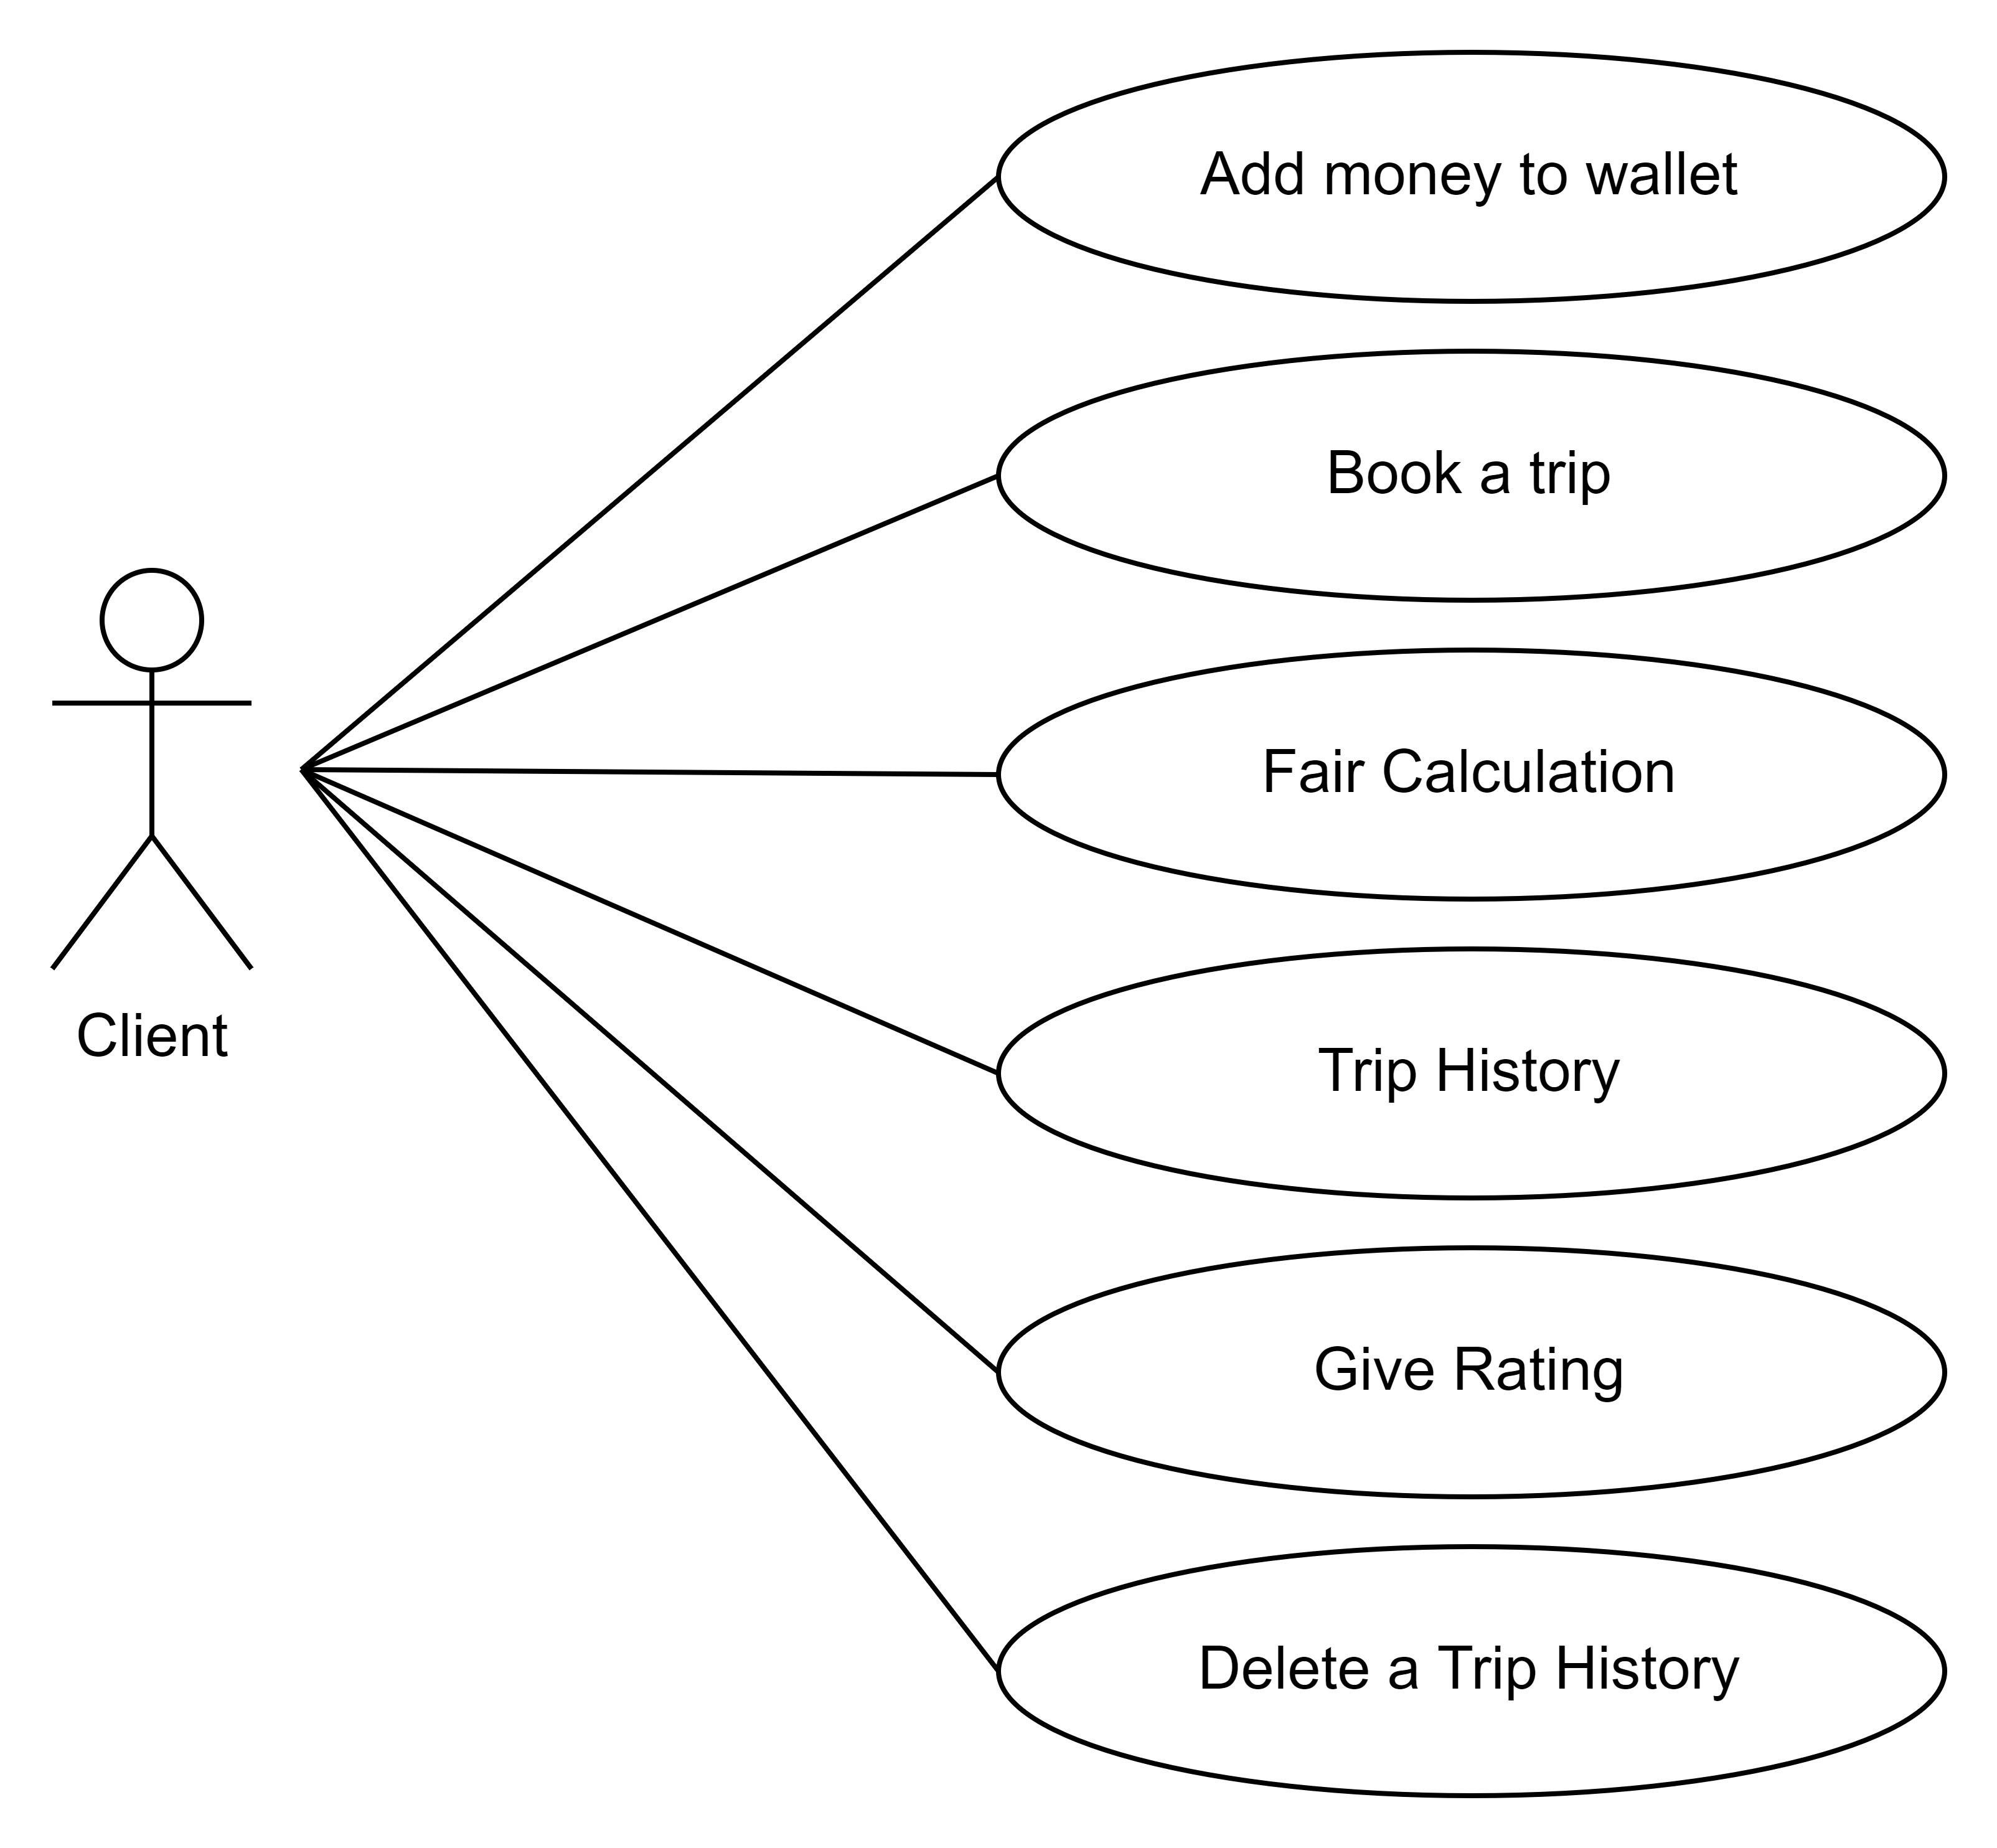 Add money to wallet
Book a trip
Fair Calculation
Client
Trip History
Give Rating
Delete a Trip History